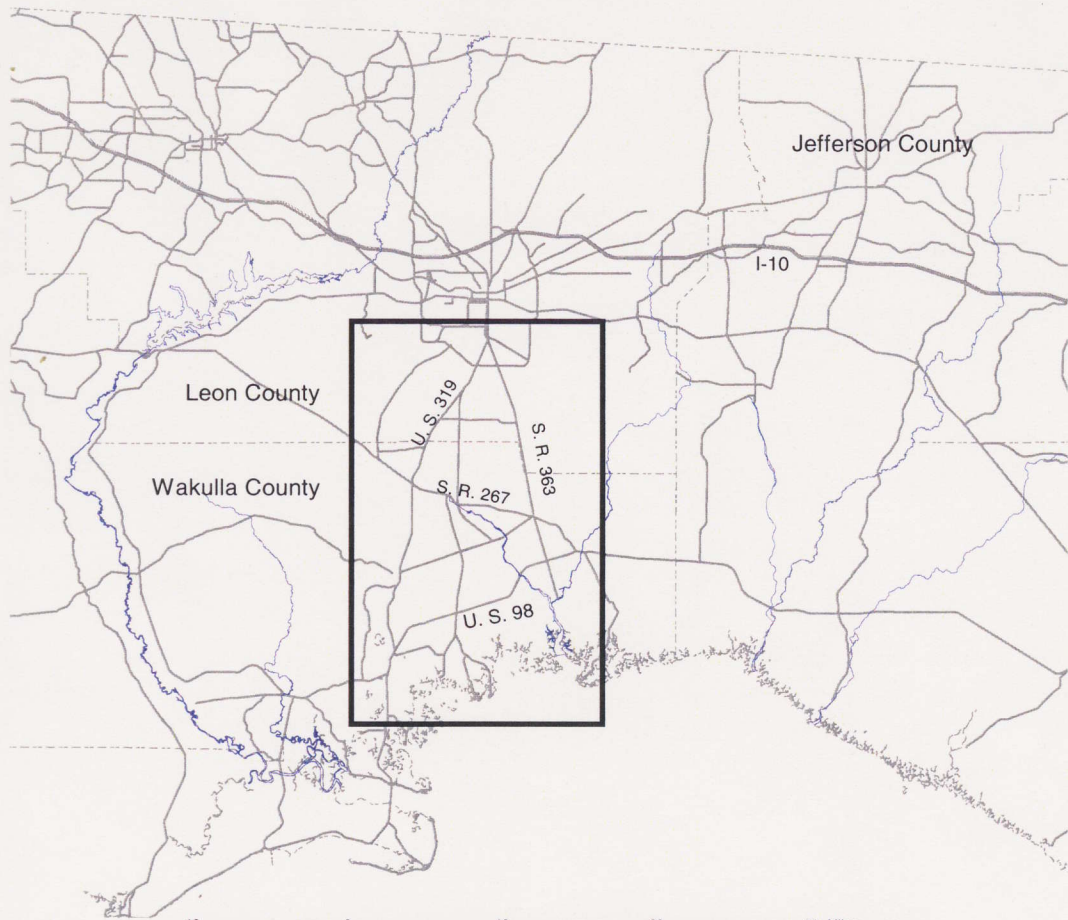 Jefferson County
I-10
Leon County
U. S. 319
S. R. 363
Wakulla County
S. R. 267
U. S. 98